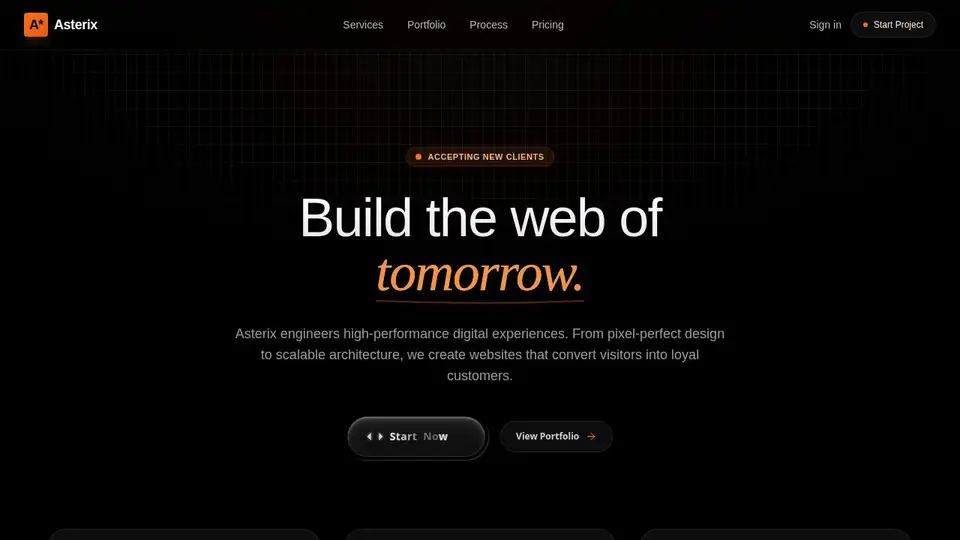 A* Asterix
Services Portfolio Process Pricing
Sign in Start Project
ACCEPTING NEW CLIENTS
Build the web of
tomorrow.
Asterix engineers high-performance digital experiences. From pixel-perfect design
to scalable architecture, we create websites that convert visitors into loyal
customers.
Start Now
View Portfolio →